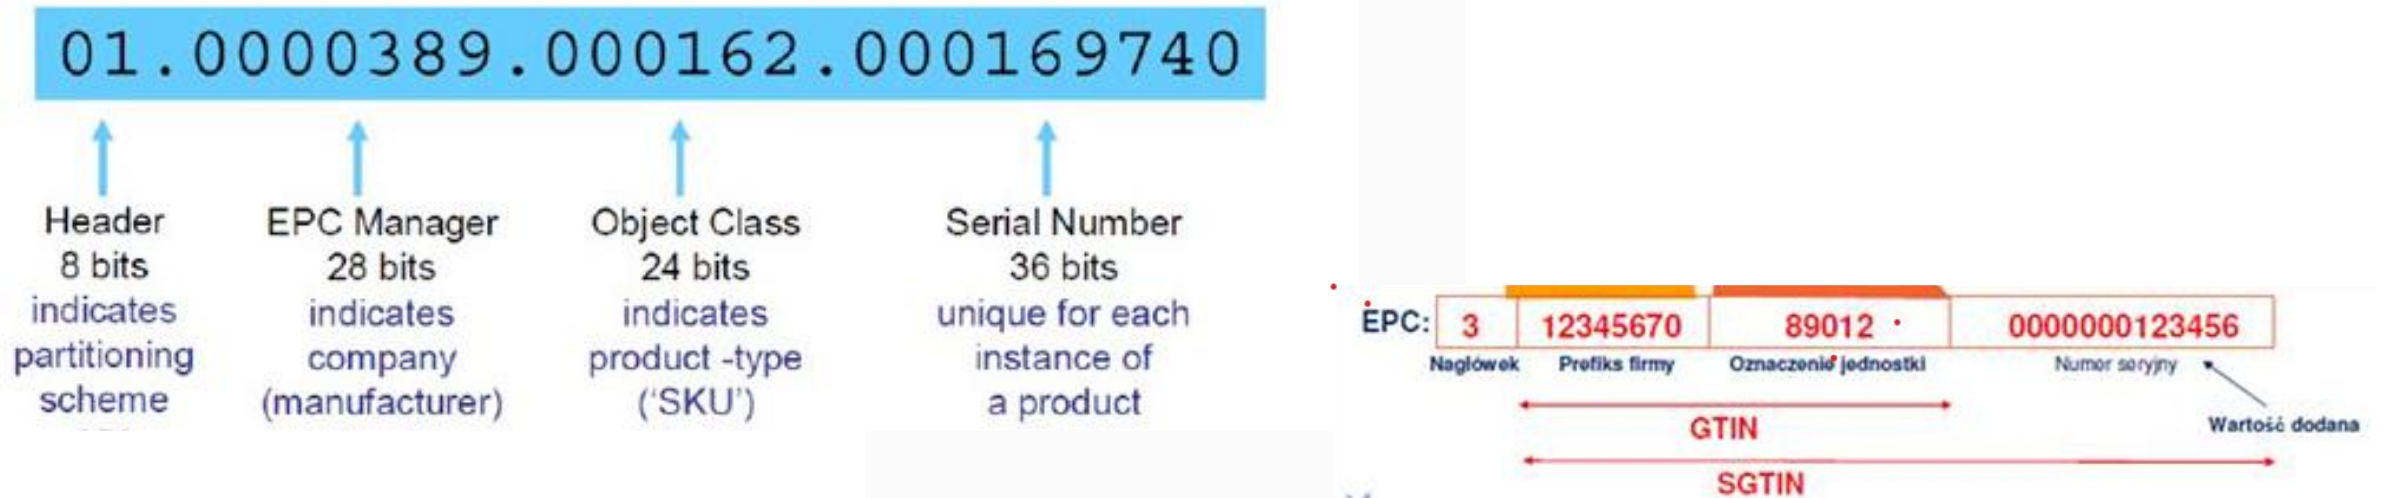 01.0000389.000162.000169740
Header
8 bits
indicates
partitioning
scheme
EPC Manager
28 bits
indicates
company
(manufacturer)
Object Class
24 bits
indicates
product -type
('SKU')
Serial Number
36 bits
unique for each
instance of
a product
EPC: 3 12345670 89012 0000000123456
Nagłówek Prefiks firmy Oznaczenie jednostki Numer seryjny
Wartość dodana
GTIN
SGTIN